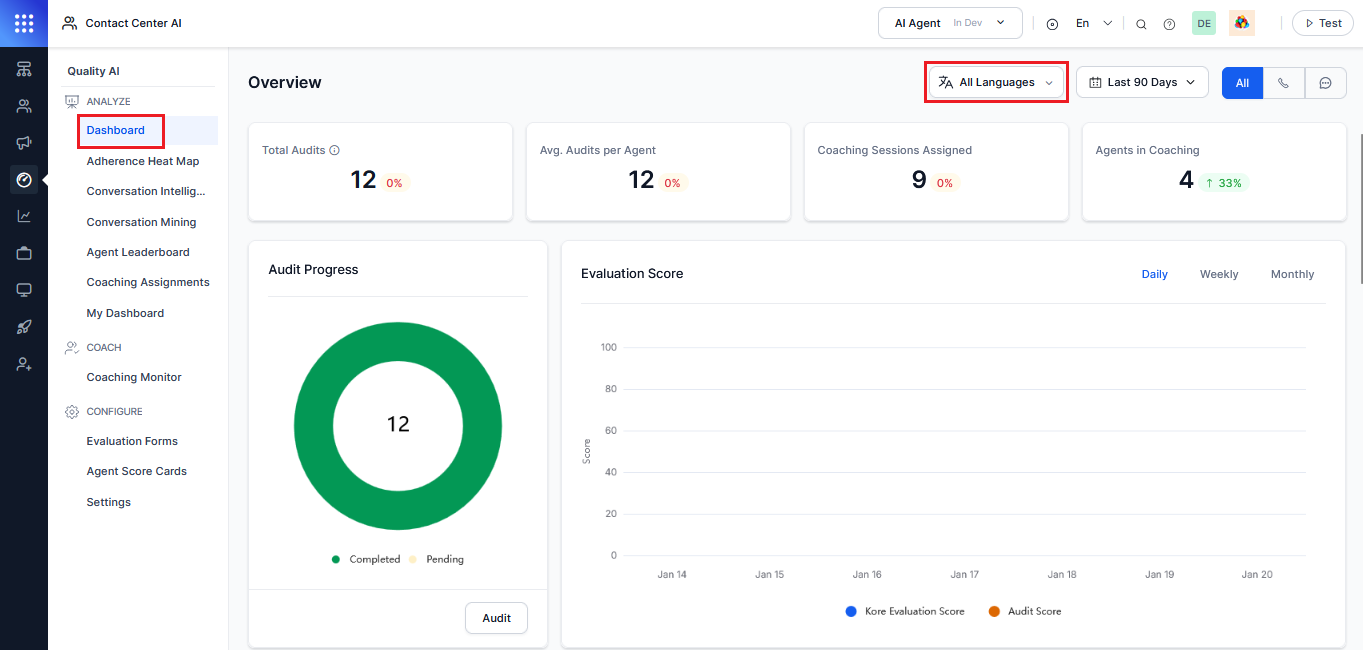 Contact Center AI
AI Agent In Dev
En
DE
Test
Quality AI
ANALYZE
Dashboard
Adherence Heat Map
Conversation Intellig...
Conversation Mining
Agent Leaderboard
Coaching Assignments
My Dashboard
COACH
Coaching Monitor
CONFIGURE
Evaluation Forms
Agent Score Cards
Settings
Overview
All Languages
Last 90 Days
All
Total Audits
12 0%
Avg. Audits per Agent
12 0%
Coaching Sessions Assigned
9 0%
Agents in Coaching
4 ↑ 33%
Audit Progress
12
Completed Pending
Audit
Evaluation Score
Daily Weekly Monthly
Score
100
80
60
40
20
0
Jan 14 Jan 15 Jan 16 Jan 17 Jan 18 Jan 19 Jan 20
Kore Evaluation Score Audit Score